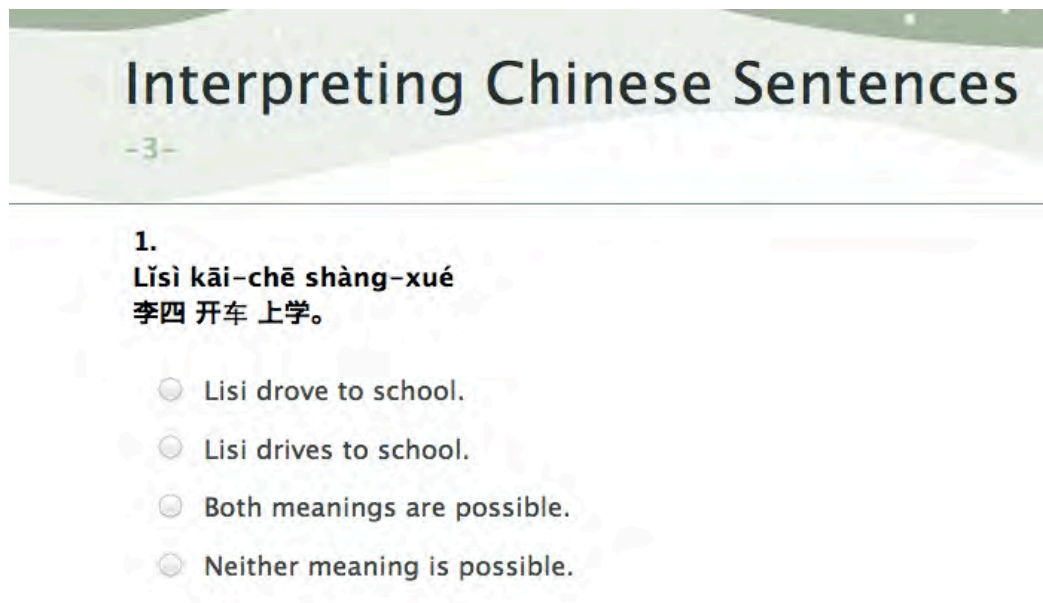 Interpreting Chinese Sentences
-3-
1.
Lǐsì kāi-chē shàng-xué
李四 开车 上学。
Lisi drove to school.
Lisi drives to school.
Both meanings are possible.
Neither meaning is possible.